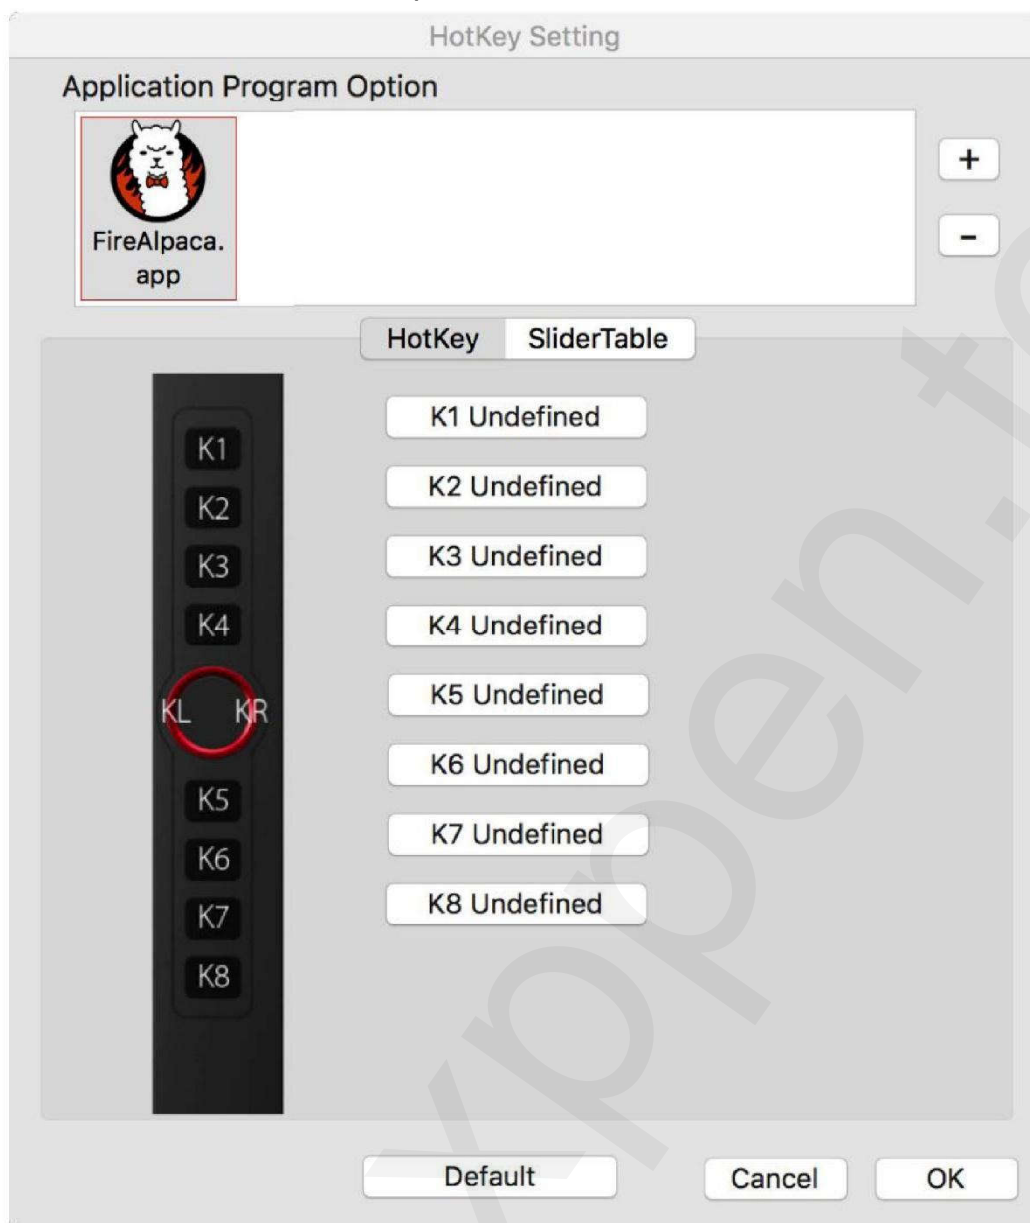 HotKey Setting
Application Program Option
+
FireAlpaca.
app
-
HotKey SliderTable
K1 Undefined
K2 Undefined
K3 Undefined
K4 Undefined
K5 Undefined
K6 Undefined
K7 Undefined
K8 Undefined
K1
K2
K3
K4
KL KR
K5
K6
K7
K8
Default Cancel OK